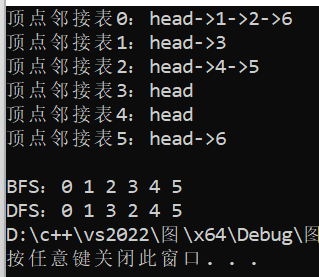 顶点邻接表0：head->1->2->6
顶点邻接表1：head->3
顶点邻接表2：head->4->5
顶点邻接表3：head
顶点邻接表4：head
顶点邻接表5：head->6
BFS：0 1 2 3 4 5
DFS：0 1 3 2 4 5
D:\c++\vs2022\图\x64\Debug\图
按任意键关闭此窗口. . .